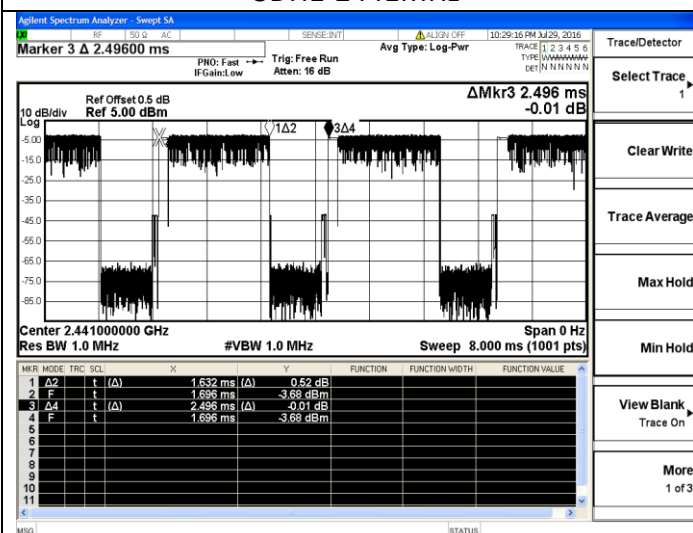 Agilent Spectrum Analyzer - Swept SA
RF 50 Ω AC SENSE:INT ALIGN OFF 10:29:16 PM Jul 29, 2016
Marker 3 Δ 2.49600 ms
PNO: Fast
IFGain:Low
Trig: Free Run
Atten: 16 dB
Avg Type: Log-Pwr
TRACE 1 2 3 4 5 6
TYPE WWWWWW
DET N N N N N N
Trace/Detector
Select Trace
1
Clear Write
Trace Average
Max Hold
Min Hold
View Blank
Trace On
More
1 of 3
ΔMkr3 2.496 ms
-0.01 dB
Ref Offset 0.5 dB
10 dB/div Ref 5.00 dBm
Log
1Δ2
3Δ4
-5.00
-15.0
-25.0
-35.0
-45.0
-55.0
-65.0
-75.0
-85.0
Center 2.441000000 GHz Span 0 Hz
Res BW 1.0 MHz #VBW 1.0 MHz Sweep 8.000 ms (1001 pts)
MKR MODE TRC SCL X Y FUNCTION FUNCTION WIDTH FUNCTION VALUE
1 Δ2 t (Δ) 1.632 ms (Δ) 0.52 dB
2 F t 1.696 ms -3.68 dBm
3 Δ4 t (Δ) 2.496 ms (Δ) -0.01 dB
4 F t 1.696 ms -3.68 dBm
5
6
7
8
9
10
11
MSG STATUS